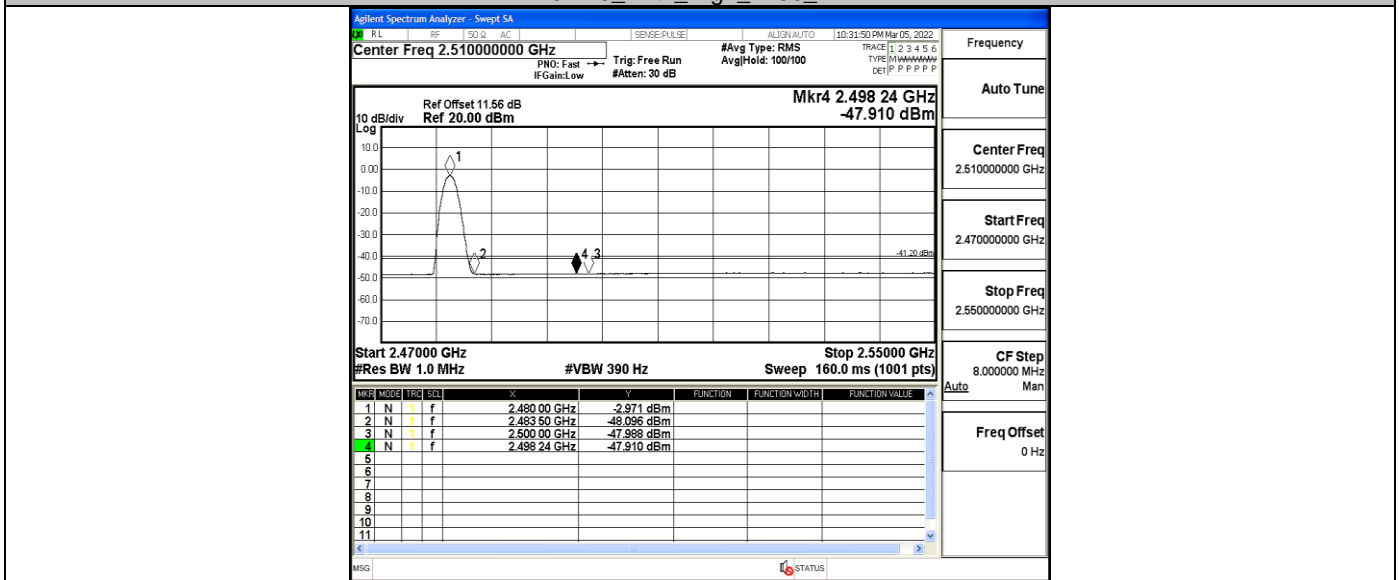 Agilent Spectrum Analyzer - Swept SA
RL RF 50 Ω AC SENSE:PULSE ALIGN AUTO 10:31:50 PM Mar 05, 2022
Center Freq 2.510000000 GHz
PNO: Fast
IFGain:Low
Trig: Free Run
#Atten: 30 dB
#Avg Type: RMS
Avg|Hold: 100/100
TRACE 1 2 3 4 5 6
TYPE M WWWWW
DET P P P P P P
Frequency
Auto Tune
Center Freq
2.510000000 GHz
Start Freq
2.470000000 GHz
Stop Freq
2.550000000 GHz
CF Step
8.000000 MHz
Auto Man
Freq Offset
0 Hz
Mkr4 2.498 24 GHz
-47.910 dBm
Ref Offset 11.56 dB
10 dB/div Ref 20.00 dBm
Log
10.0
0.00
-10.0
-20.0
-30.0
-40.0
-50.0
-60.0
-70.0
1
2
4 3
-41.20 dBm
Start 2.47000 GHz Stop 2.55000 GHz
#Res BW 1.0 MHz #VBW 390 Hz Sweep 160.0 ms (1001 pts)
MKR MODE TRC SCL X Y FUNCTION FUNCTION WIDTH FUNCTION VALUE
1 N 1 f 2.480 00 GHz -2.971 dBm
2 N 1 f 2.483 50 GHz -48.096 dBm
3 N 1 f 2.500 00 GHz -47.988 dBm
4 N 1 f 2.498 24 GHz -47.910 dBm
5
6
7
8
9
10
11
MSG STATUS